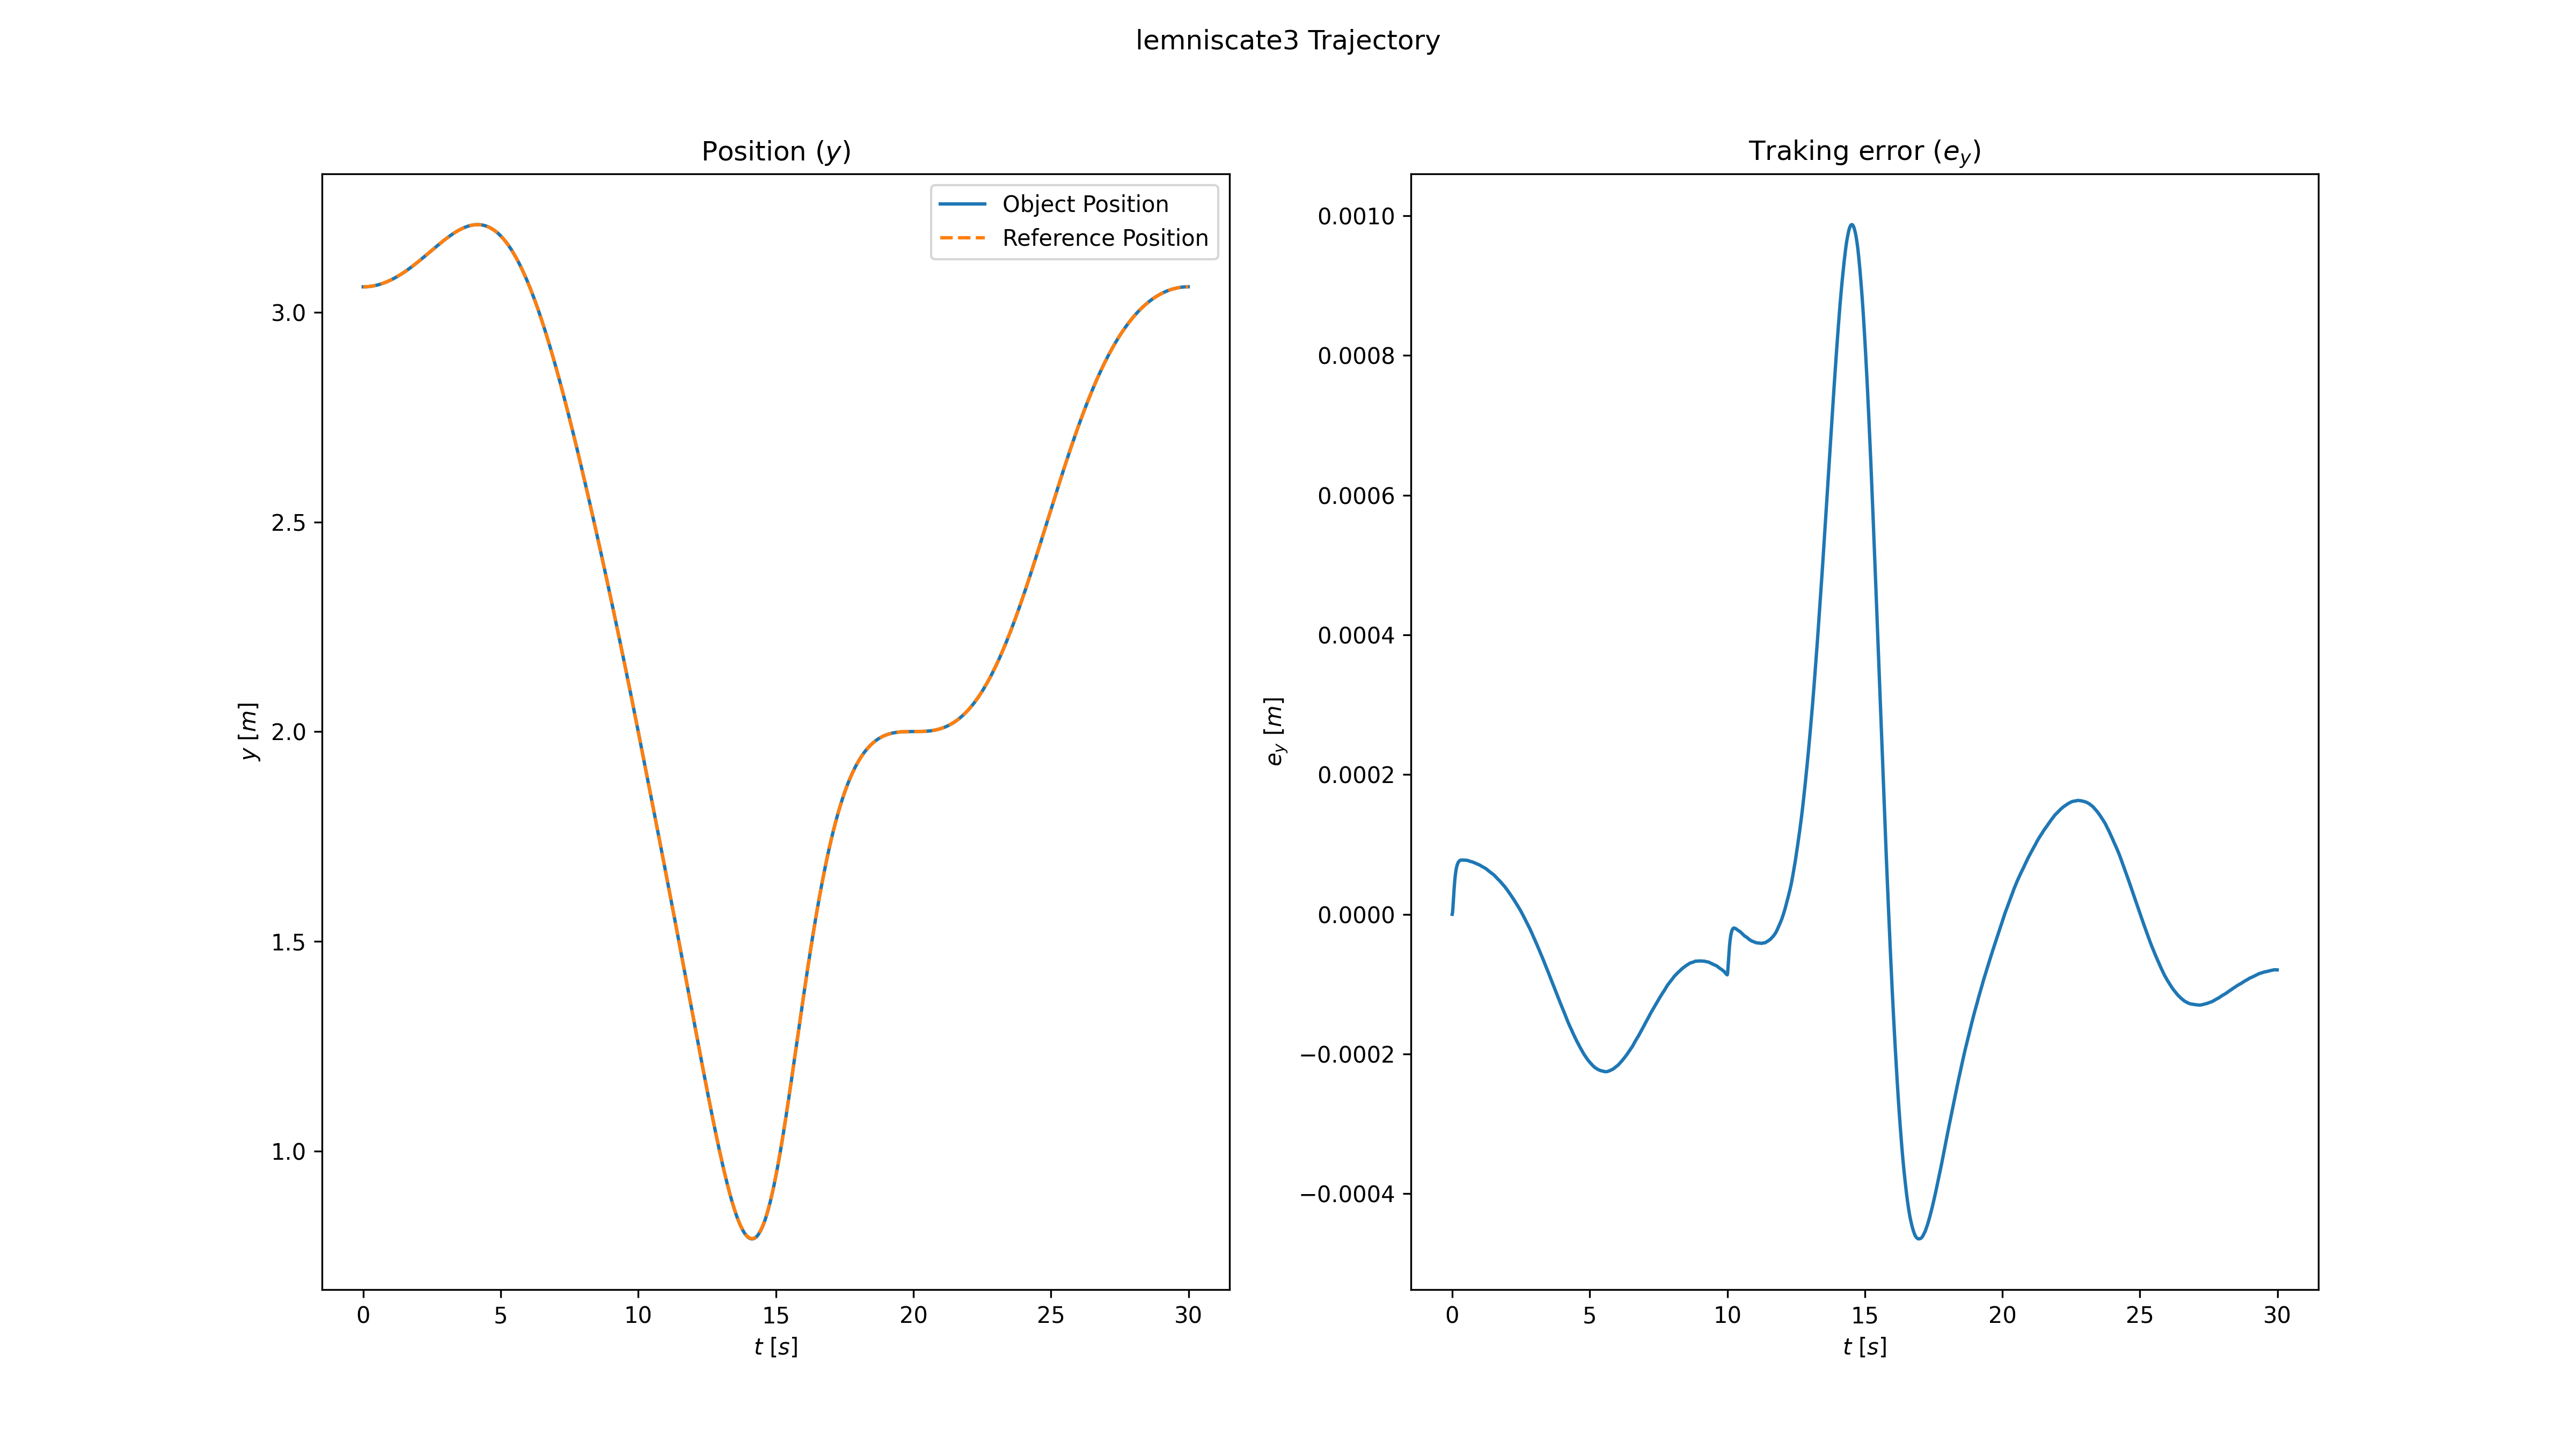 lemniscate3 Trajectory
Position (y)
Object Position
Reference Position
3.0
2.5
2.0
1.5
1.0
y [m]
0 5 10 15 20 25 30
t [s]
Traking error (e_y)
0.0010
0.0008
0.0006
0.0004
0.0002
0.0000
−0.0002
−0.0004
e_y [m]
0 5 10 15 20 25 30
t [s]